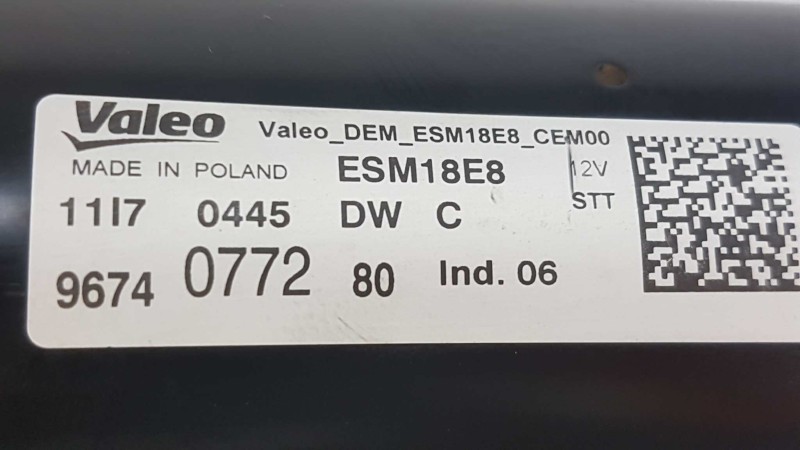 Valeo Valeo_DEM_ESM18E8_CEM00
MADE IN POLAND ESM18E8 12V
11I7 0445 DW C STT
9674 0772 80 Ind. 06